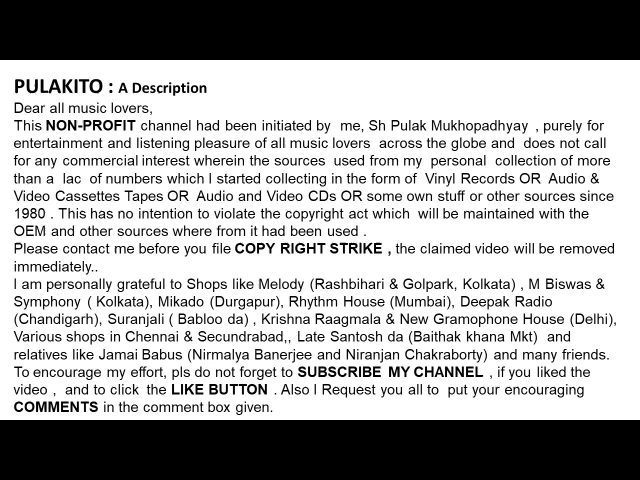 PULAKITO : A Description
Dear all music lovers,
This NON-PROFIT channel had been initiated by me, Sh Pulak Mukhopadhyay , purely for
entertainment and listening pleasure of all music lovers across the globe and does not call
for any commercial interest wherein the sources used from my personal collection of more
than a lac of numbers which I started collecting in the form of Vinyl Records OR Audio &
Video Cassettes Tapes OR Audio and Video CDs OR some own stuff or other sources since
1980 . This has no intention to violate the copyright act which will be maintained with the
OEM and other sources where from it had been used .
Please contact me before you file COPY RIGHT STRIKE , the claimed video will be removed
immediately..
I am personally grateful to Shops like Melody (Rashbihari & Golpark, Kolkata) , M Biswas &
Symphony ( Kolkata), Mikado (Durgapur), Rhythm House (Mumbai), Deepak Radio
(Chandigarh), Suranjali ( Babloo da) , Krishna Raagmala & New Gramophone House (Delhi),
Various shops in Chennai & Secundrabad,, Late Santosh da (Baithak khana Mkt) and
relatives like Jamai Babus (Nirmalya Banerjee and Niranjan Chakraborty) and many friends.
To encourage my effort, pls do not forget to SUBSCRIBE MY CHANNEL , if you liked the
video , and to click the LIKE BUTTON . Also I Request you all to put your encouraging
COMMENTS in the comment box given.